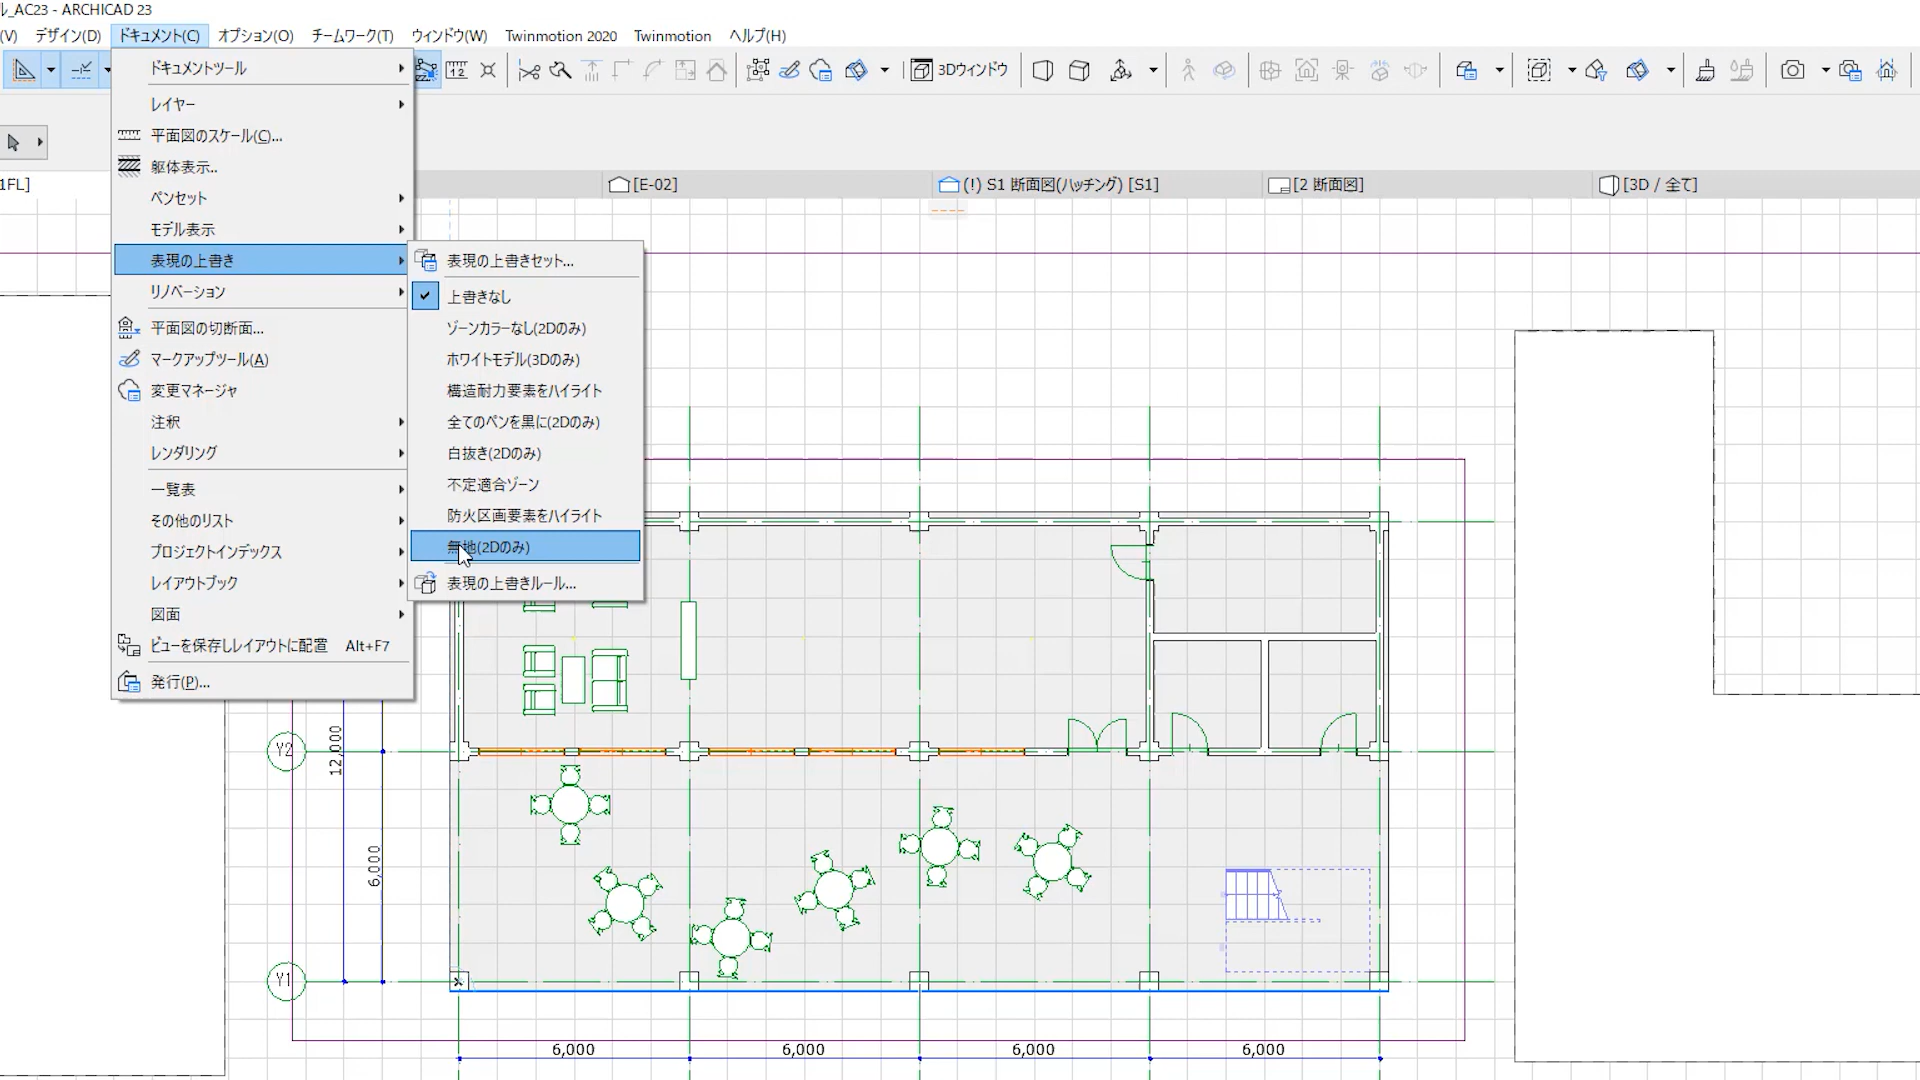 ル_AC23 - ARCHICAD 23
(V) デザイン(D) ドキュメント(C) オプション(O) チームワーク(T) ウィンドウ(W) Twinmotion 2020 Twinmotion ヘルプ(H)
3Dウィンドウ
1FL]
[E-02]
(!) S1 断面図(ハッチング) [S1]
[2 断面図]
[3D / 全て]
ドキュメントツール
レイヤー
平面図のスケール(C)...
躯体表示...
ペンセット
モデル表示
表現の上書き
リノベーション
平面図の切断面...
マークアップツール(A)
変更マネージャ
注釈
レンダリング
一覧表
その他のリスト
プロジェクトインデックス
レイアウトブック
図面
ビューを保存しレイアウトに配置 Alt+F7
発行(P)...
表現の上書きセット...
上書きなし
ゾーンカラーなし(2Dのみ)
ホワイトモデル(3Dのみ)
構造耐力要素をハイライト
全てのペンを黒に(2Dのみ)
白抜き(2Dのみ)
不定適合ゾーン
防火区画要素をハイライト
無地(2Dのみ)
表現の上書きルール...
Y2
12,000
6,000
Y1
6,000 6,000 6,000 6,000